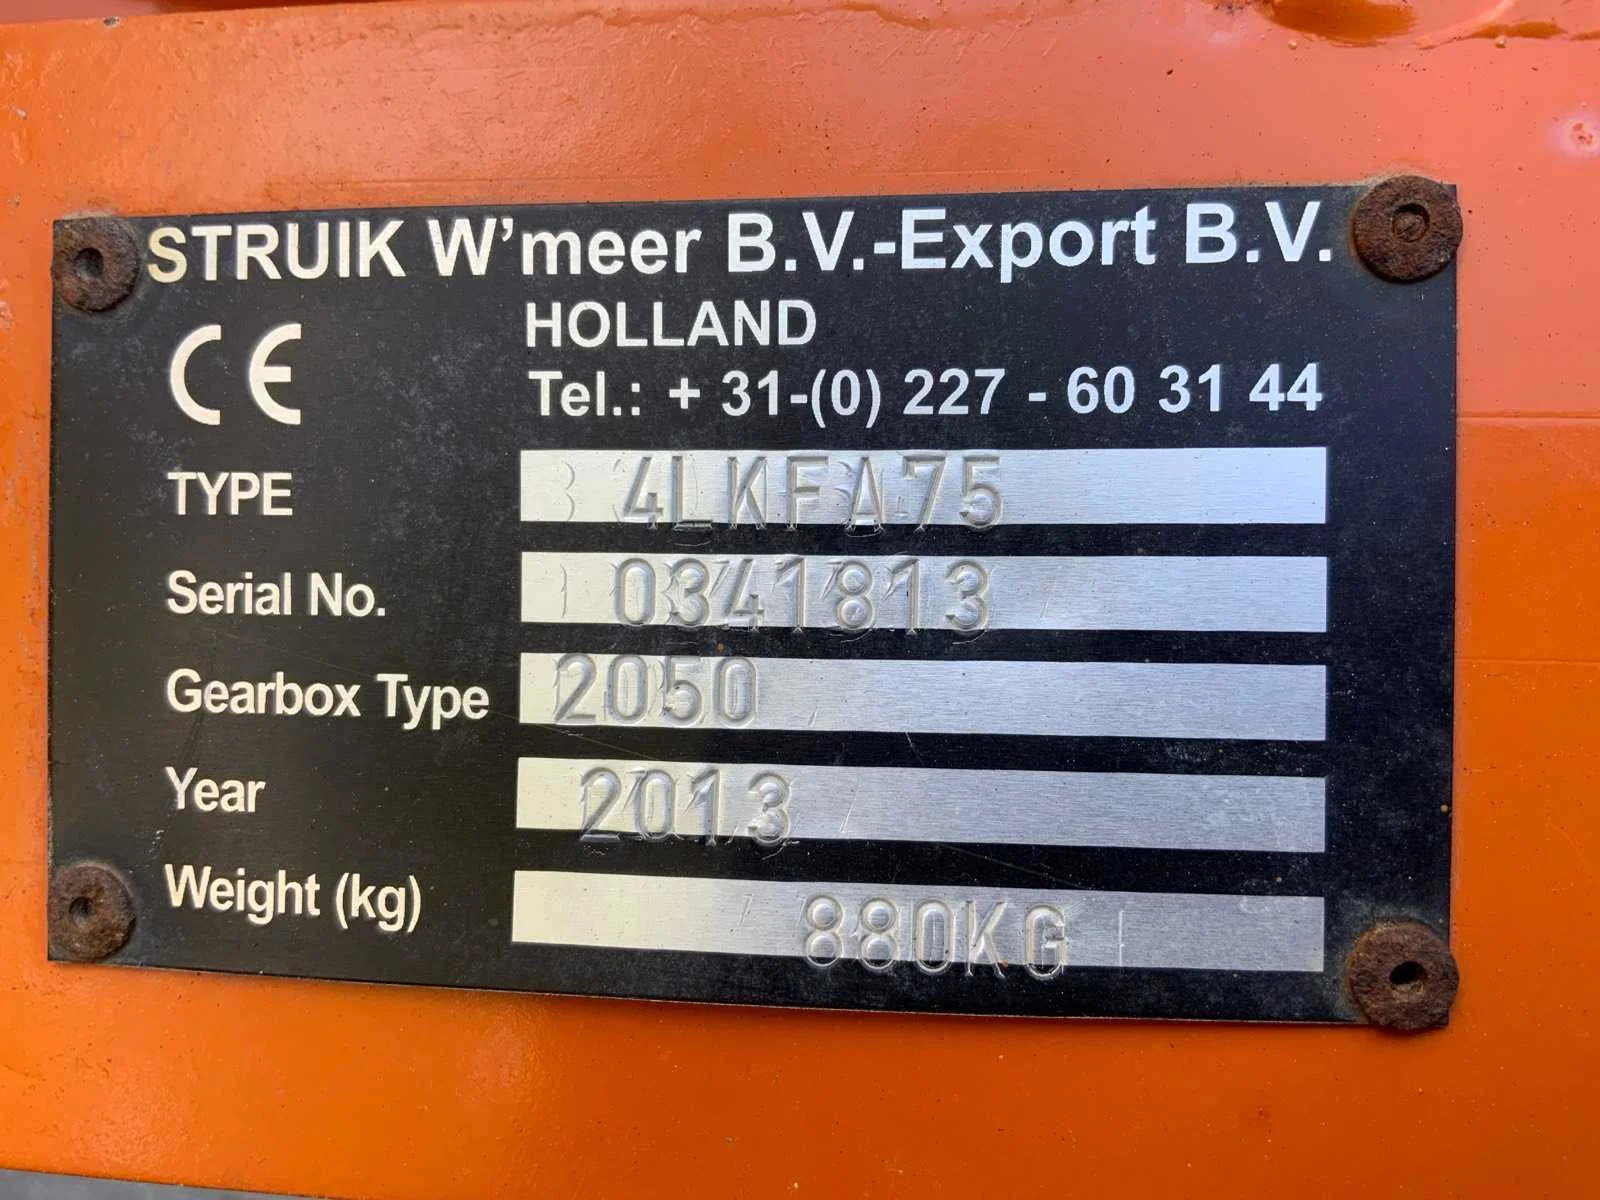 STRUIK W'meer B.V.-Export B.V.
HOLLAND
CE
Tel.: + 31-(0) 227 - 60 31 44
TYPE 4LKFA75
Serial No. 0341813
Gearbox Type 2050
Year 2013
Weight (kg) 880KG